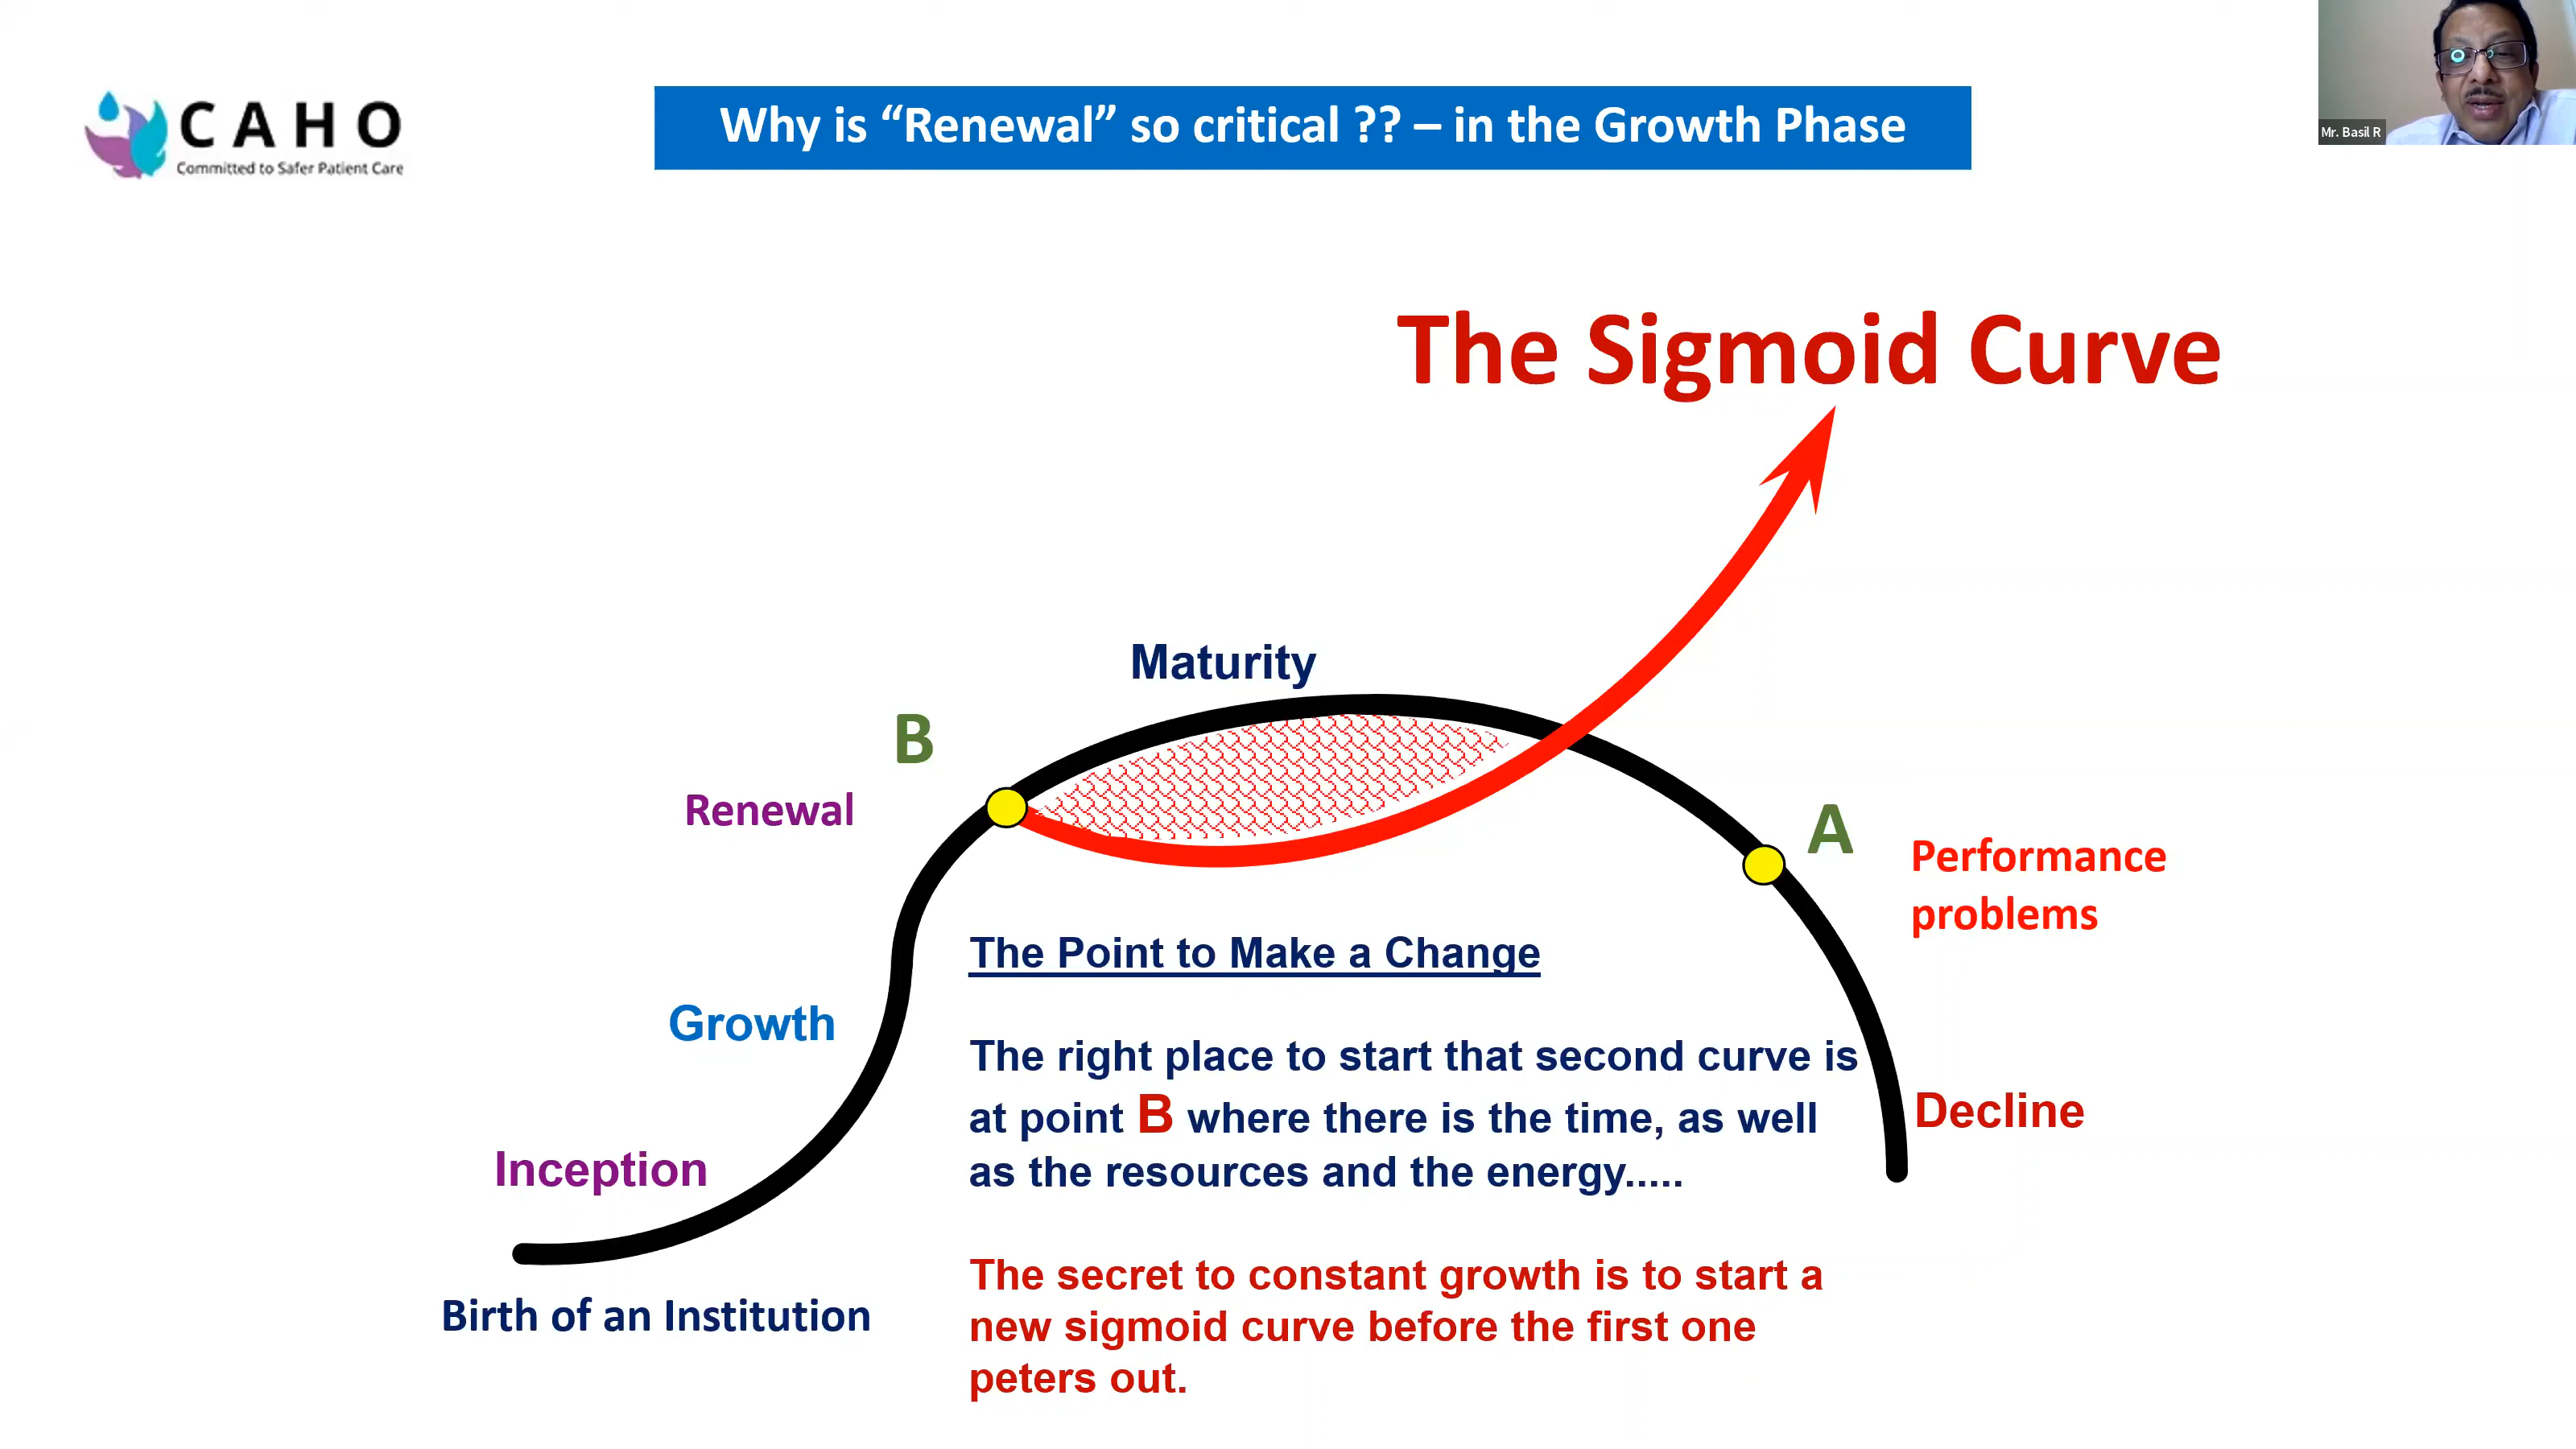 CAHO
Committed to Safer Patient Care
Why is “Renewal” so critical ?? – in the Growth Phase
Mr. Basil R
The Sigmoid Curve
Maturity
B
Renewal
A
Performance
problems
The Point to Make a Change
Growth
The right place to start that second curve is
at point B where there is the time, as well
as the resources and the energy.....
Decline
Inception
The secret to constant growth is to start a
new sigmoid curve before the first one
peters out.
Birth of an Institution